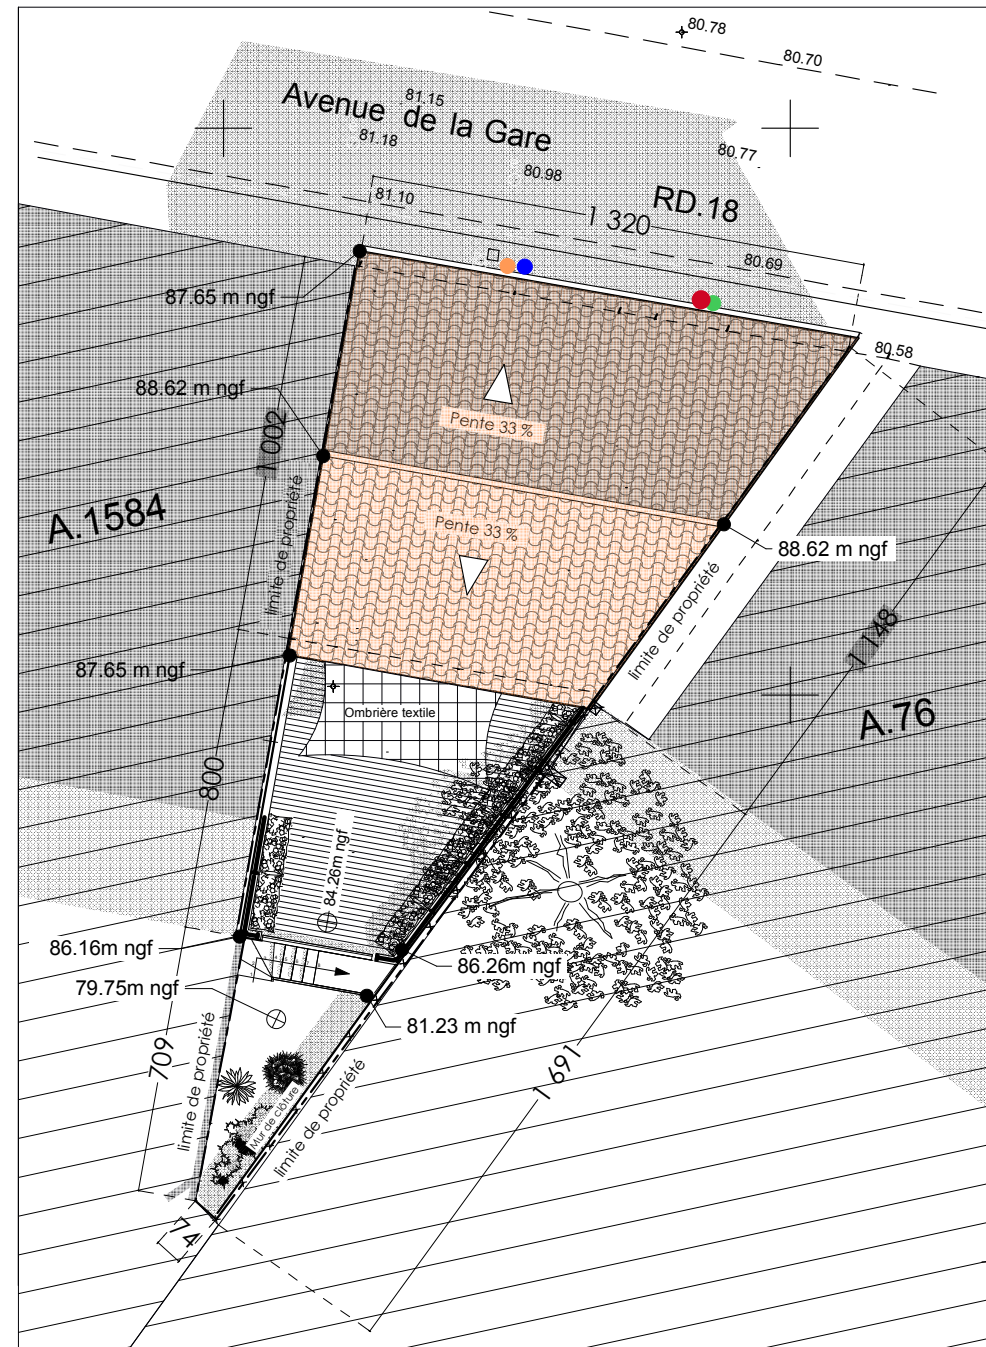 80.78
80.70
Avenue de la Gare
81.15
81.18
80.77
80.98
81.10
RD.18
1 320
80.69
87.65 m ngf
80.58
88.62 m ngf
Pente 33 %
1 002
A.1584
limite de propriété
Pente 33 %
88.62 m ngf
limite de propriété
1 148
87.65 m ngf
Ombrière textile
A.76
800
84.26m ngf
86.16m ngf
86.26m ngf
79.75m ngf
81.23 m ngf
709
limite de propriété
1 691
Mur de côture
limite de propriété
74